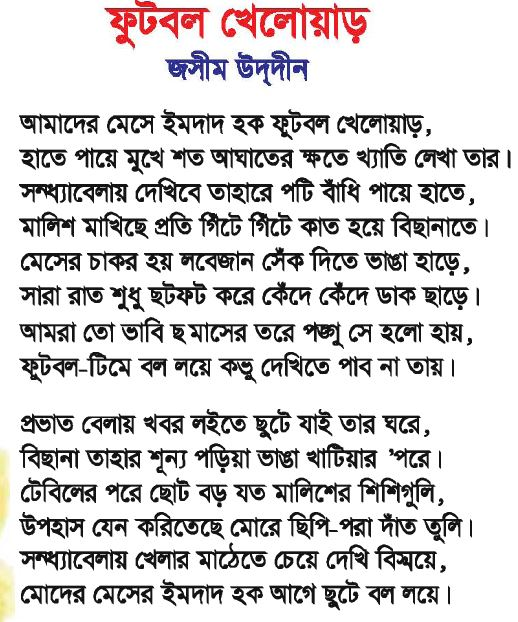 ফুটবল খেলোয়াড়
জসীম উদ্‌দীন
আমাদের মেসে ইমদাদ হক ফুটবল খেলোয়াড়,
হাতে পায়ে মুখে শত আঘাতের ক্ষতে খ্যাতি লেখা তার।
সন্ধ্যাবেলায় দেখিবে তাহারে পটি বাঁধি পায়ে হাতে,
মালিশ মাখিছে প্রতি গিঁটে গিঁটে কাত হয়ে বিছানাতে।
মেসের চাকর হয় লবেজান সেঁক দিতে ভাঙা হাড়ে,
সারা রাত শুধু ছটফট করে কেঁদে কেঁদে ডাক ছাড়ে।
আমরা তো ভাবি ছমাসের তরে পঙ্গু সে হলো হায়,
ফুটবল-টিমে বল লয়ে কভু দেখিতে পাব না তায়।
প্রভাত বেলায় খবর লইতে ছুটে যাই তার ঘরে,
বিছানা তাহার শূন্য পড়িয়া ভাঙা খাটিয়ার ’পরে।
টেবিলের পরে ছোট বড় যত মালিশের শিশিগুলি,
উপহাস যেন করিতেছে মোরে ছিপি-পরা দাঁত তুলি।
সন্ধ্যাবেলায় খেলার মাঠেতে চেয়ে দেখি বিস্ময়ে,
মোদের মেসের ইমদাদ হক আগে ছুটে বল লয়ে।